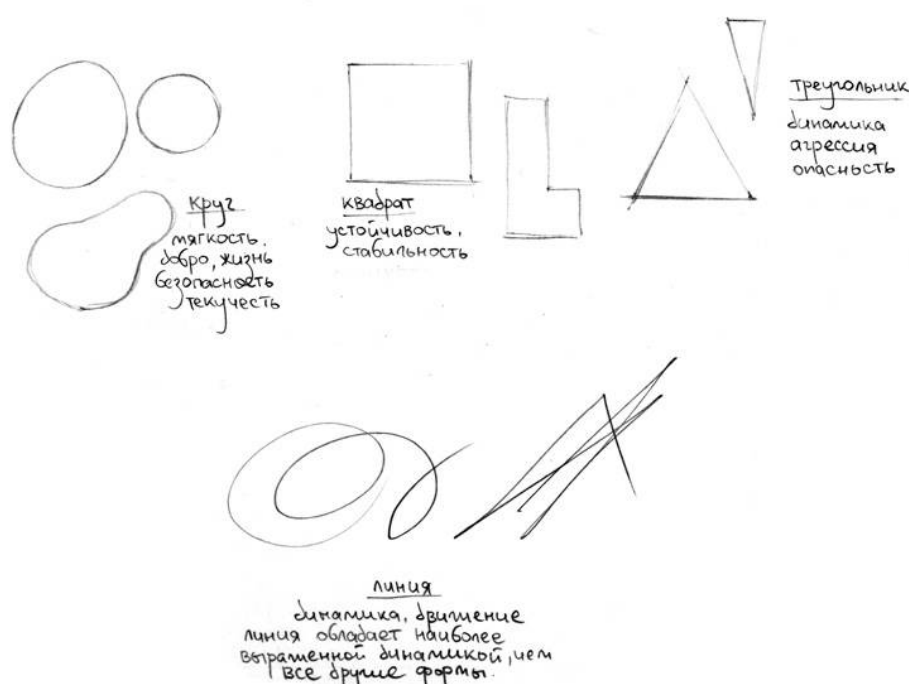 круг
мягкость,
добро, жизнь
безопасность
текучесть
квадрат
устойчивость,
стабильность
треугольник
динамика
агрессия
опасность
линия
динамика, движение
линия обладает наиболее
выраженной динамикой, чем
все другие формы.